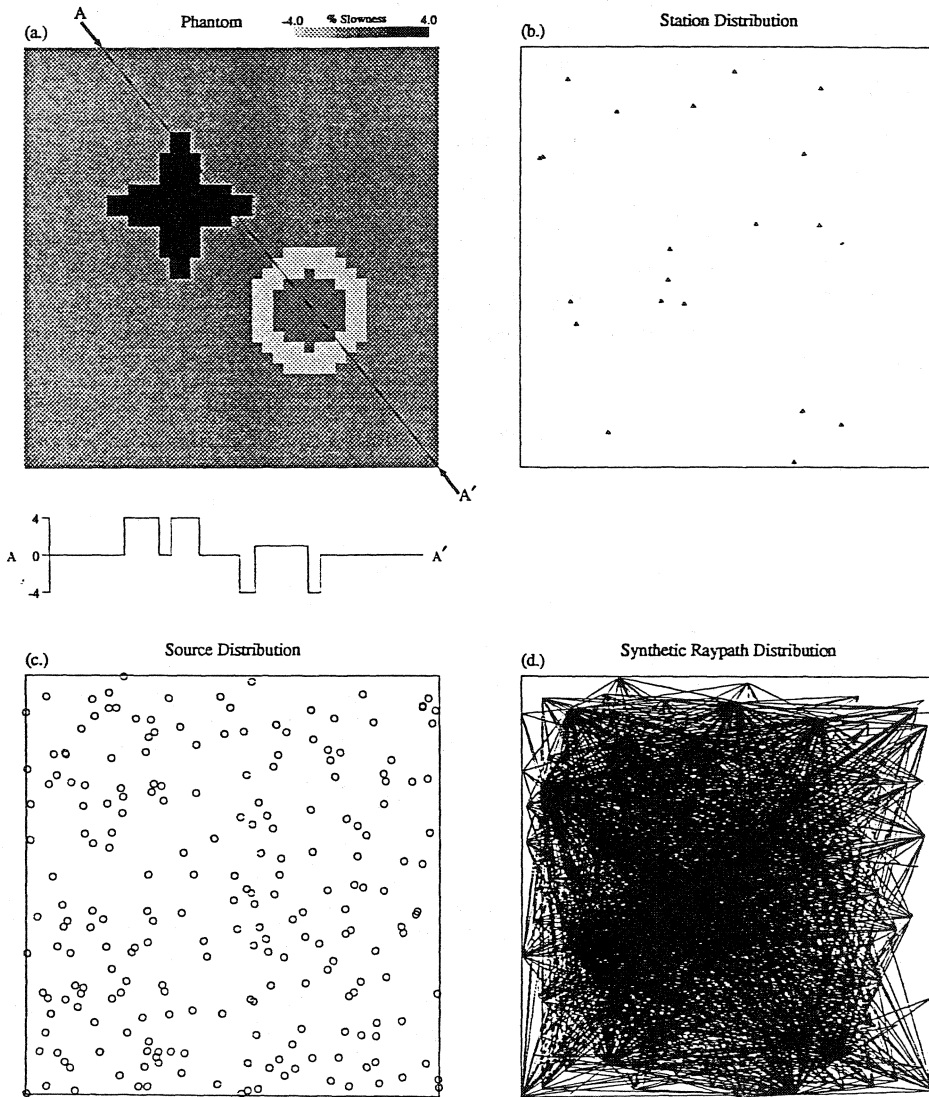 A
(a.)
Phantom
-4.0 % Slowness 4.0
(b.)
Station Distribution
A′
4
A 0 A′
-4
(c.)
Source Distribution
(d.)
Synthetic Raypath Distribution